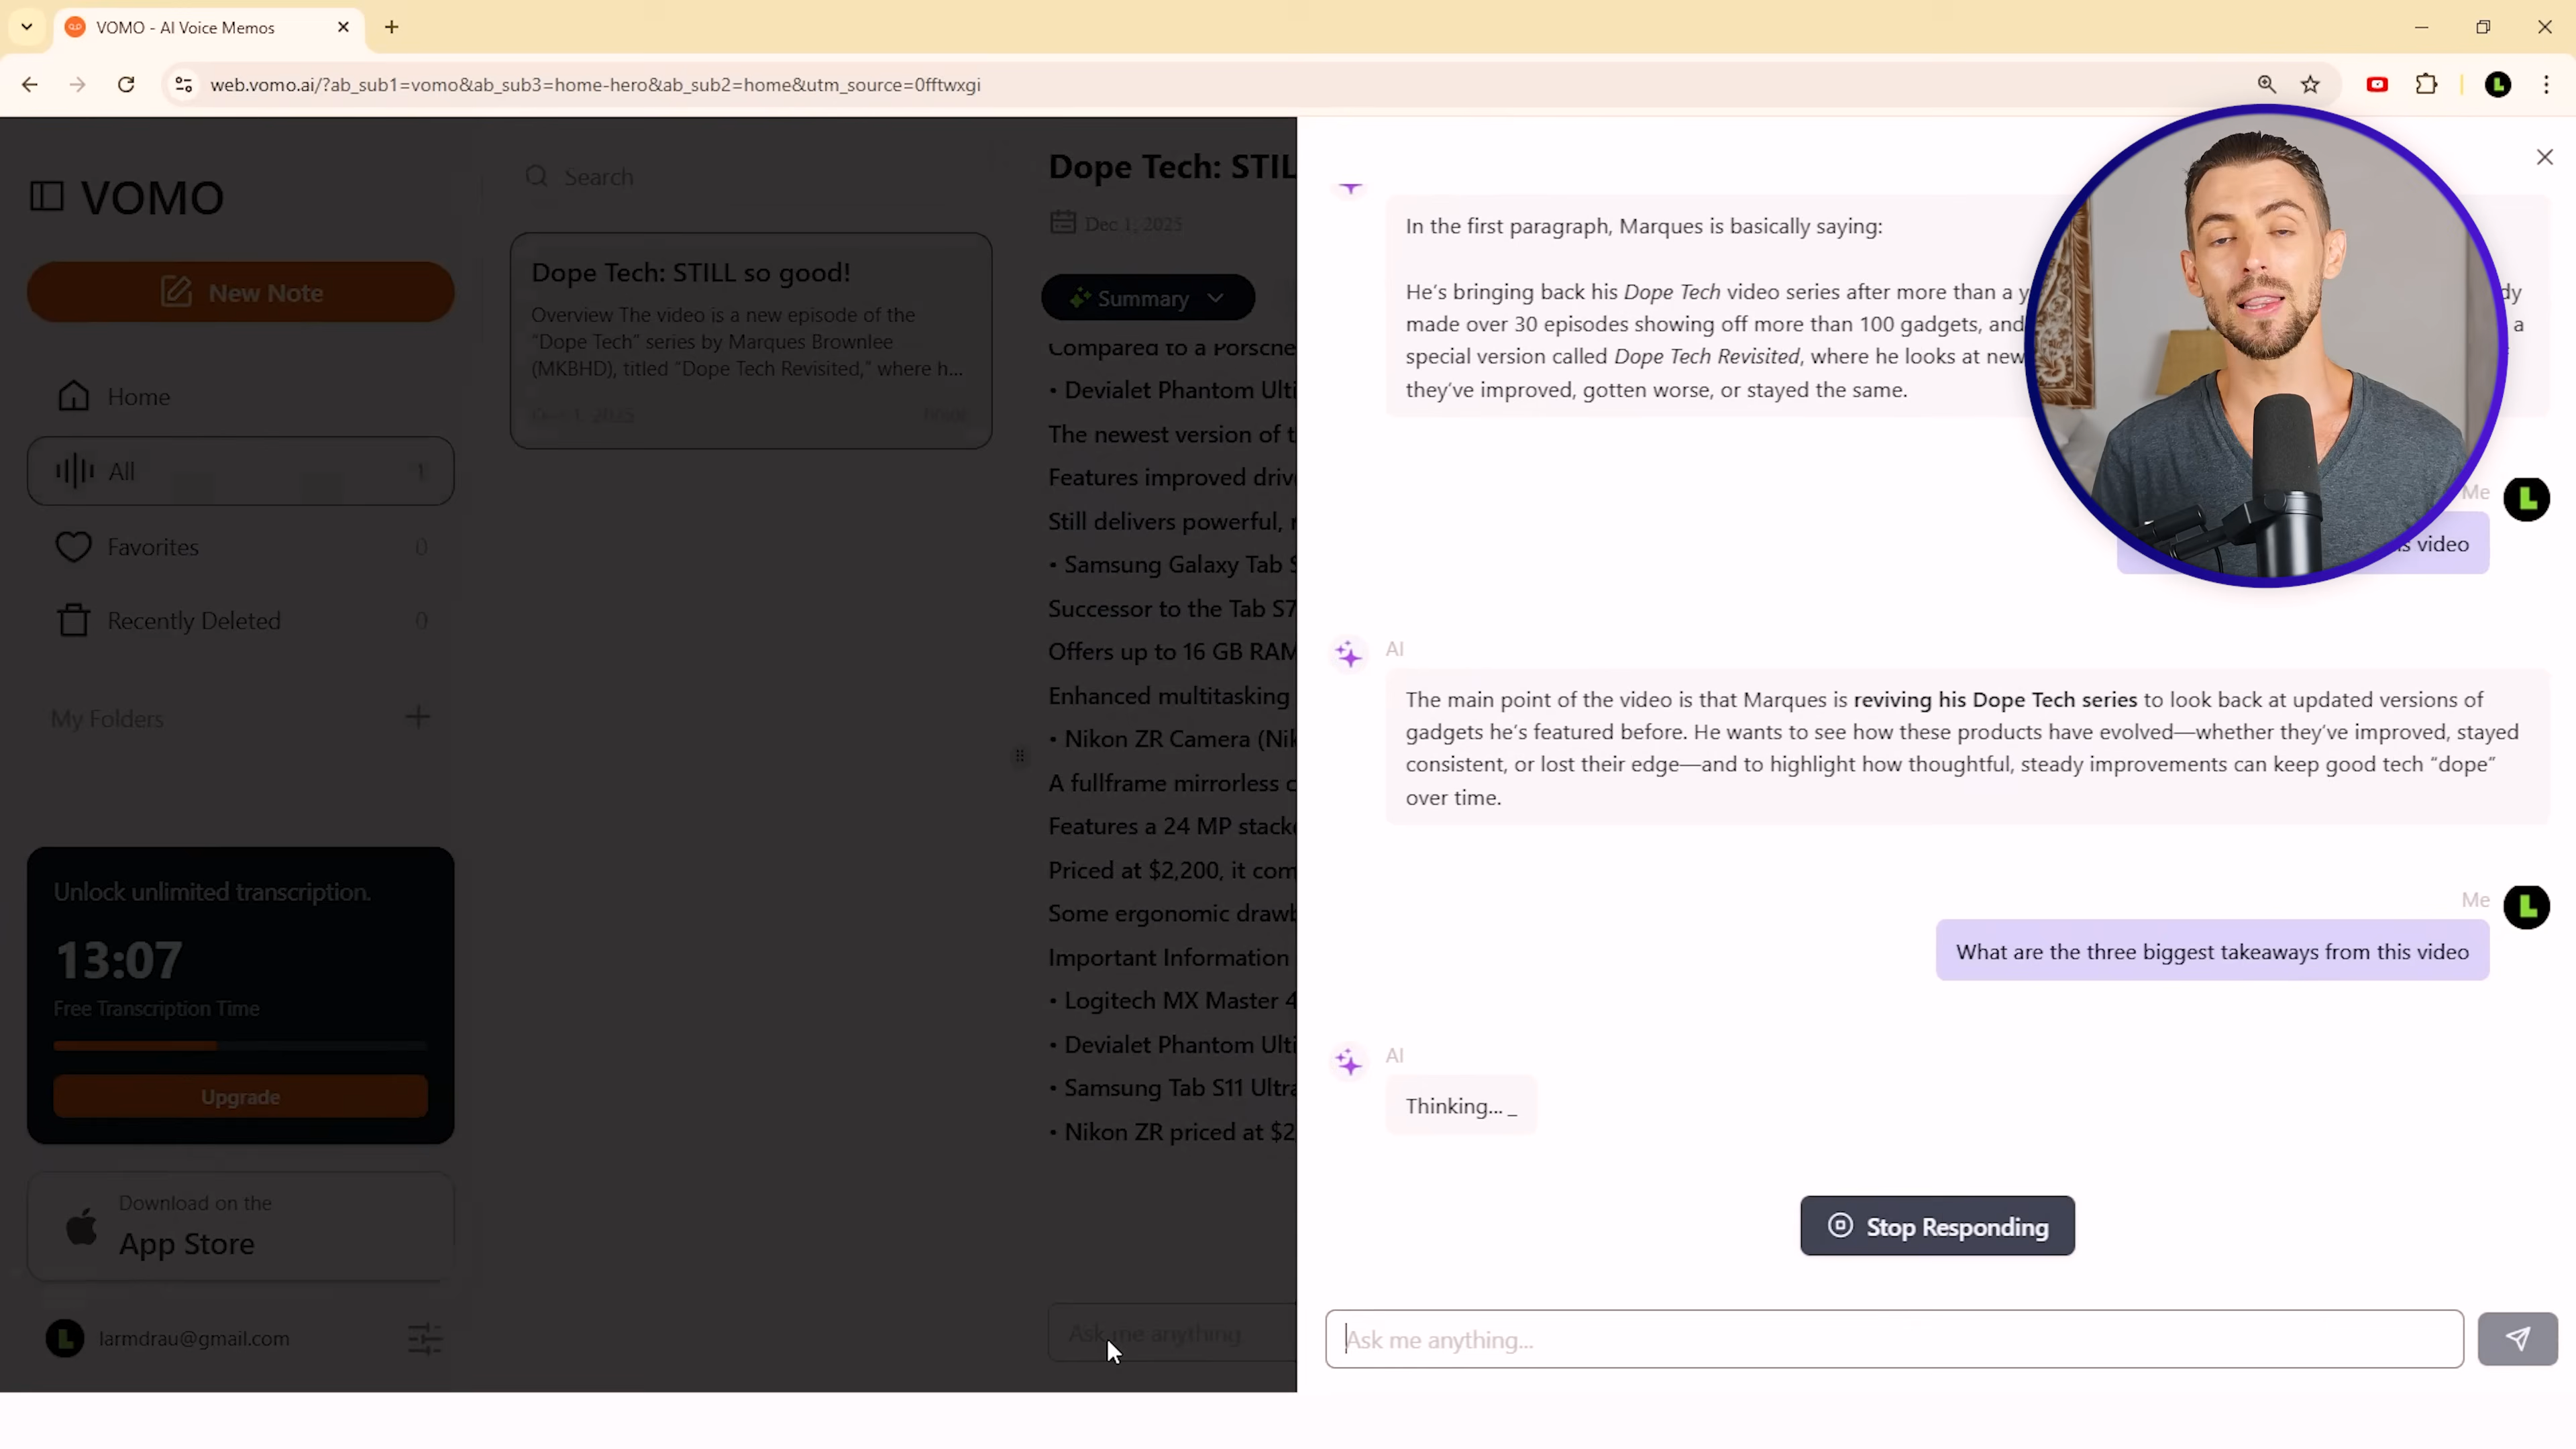 VOMO - AI Voice Memos
web.vomo.ai/?ab_sub1=vomo&ab_sub3=home-hero&ab_sub2=home&utm_source=0fftwxgi
VOMO
New Note
Home
All 1
Favorites 0
Recently Deleted 0
My Folders
Unlock unlimited transcription.
13:07
Free Transcription Time
Upgrade
Download on the
App Store
larmdrau@gmail.com
Search
Dope Tech: STILL so good!
Overview The video is a new episode of the
"Dope Tech" series by Marques Brownlee
(MKBHD), titled "Dope Tech Revisited," where h...
Dec 1, 2025
Dope Tech: STIL
Dec 1, 2025
Summary
Compared to a Porsche
• Devialet Phantom Ulti
The newest version of t
Features improved driv
Still delivers powerful,
• Samsung Galaxy Tab S
Successor to the Tab S7
Offers up to 16 GB RAM
Enhanced multitasking
• Nikon ZR Camera (Nik
A fullframe mirrorless c
Features a 24 MP stack
Priced at $2,200, it com
Some ergonomic drawb
Important Information
• Logitech MX Master 4
• Devialet Phantom Ulti
• Samsung Tab S11 Ultra
• Nikon ZR priced at $2
Ask me anything
In the first paragraph, Marques is basically saying:
He's bringing back his Dope Tech video series after more than a y dy
made over 30 episodes showing off more than 100 gadgets, and a
special version called Dope Tech Revisited, where he looks at new
they've improved, gotten worse, or stayed the same.
Me
L
is video
AI
The main point of the video is that Marques is reviving his Dope Tech series to look back at updated versions of
gadgets he's featured before. He wants to see how these products have evolved—whether they've improved, stayed
consistent, or lost their edge—and to highlight how thoughtful, steady improvements can keep good tech "dope"
over time.
Me
L
What are the three biggest takeaways from this video
AI
Thinking... _
Stop Responding
Ask me anything...